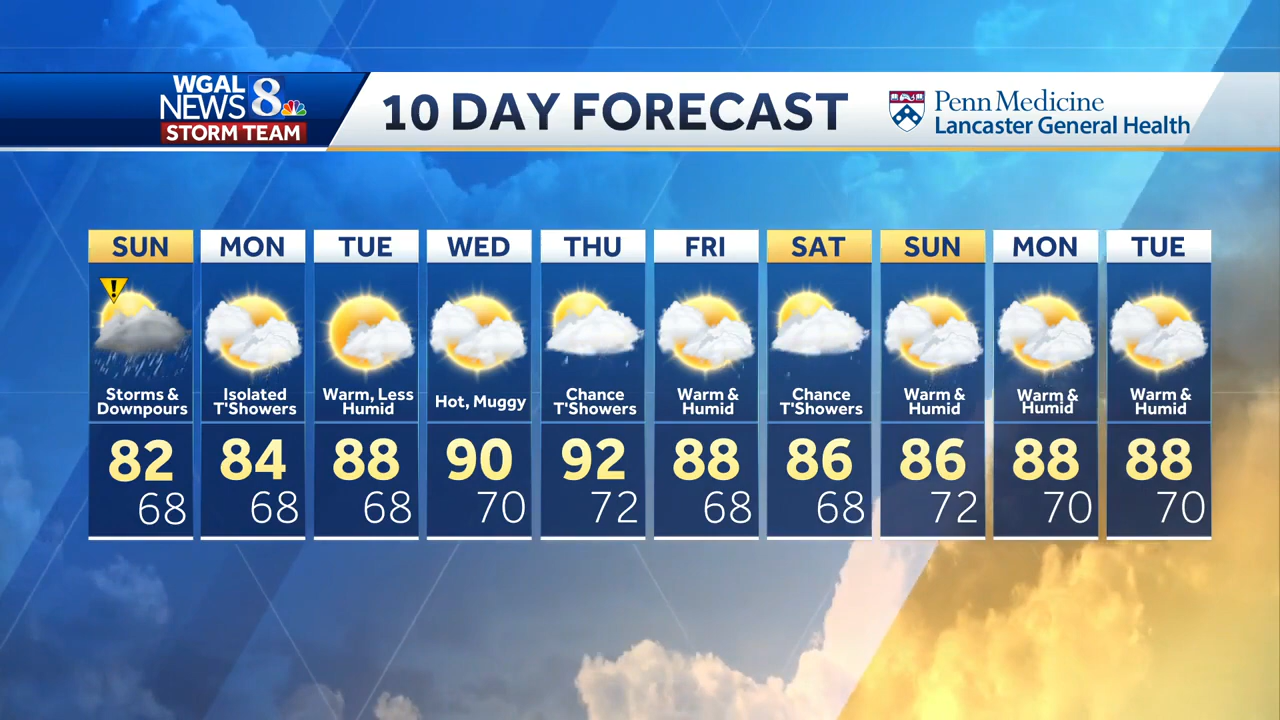 WGAL
NEWS 8
STORM TEAM
10 DAY FORECAST
Penn Medicine
Lancaster General Health
SUN
!
Storms &
Downpours
82
68
MON
Isolated
T'Showers
84
68
TUE
Warm, Less
Humid
88
68
WED
Hot, Muggy
90
70
THU
Chance
T'Showers
92
72
FRI
Warm &
Humid
88
68
SAT
Chance
T'Showers
86
68
SUN
Warm &
Humid
86
72
MON
Warm &
Humid
88
70
TUE
Warm &
Humid
88
70